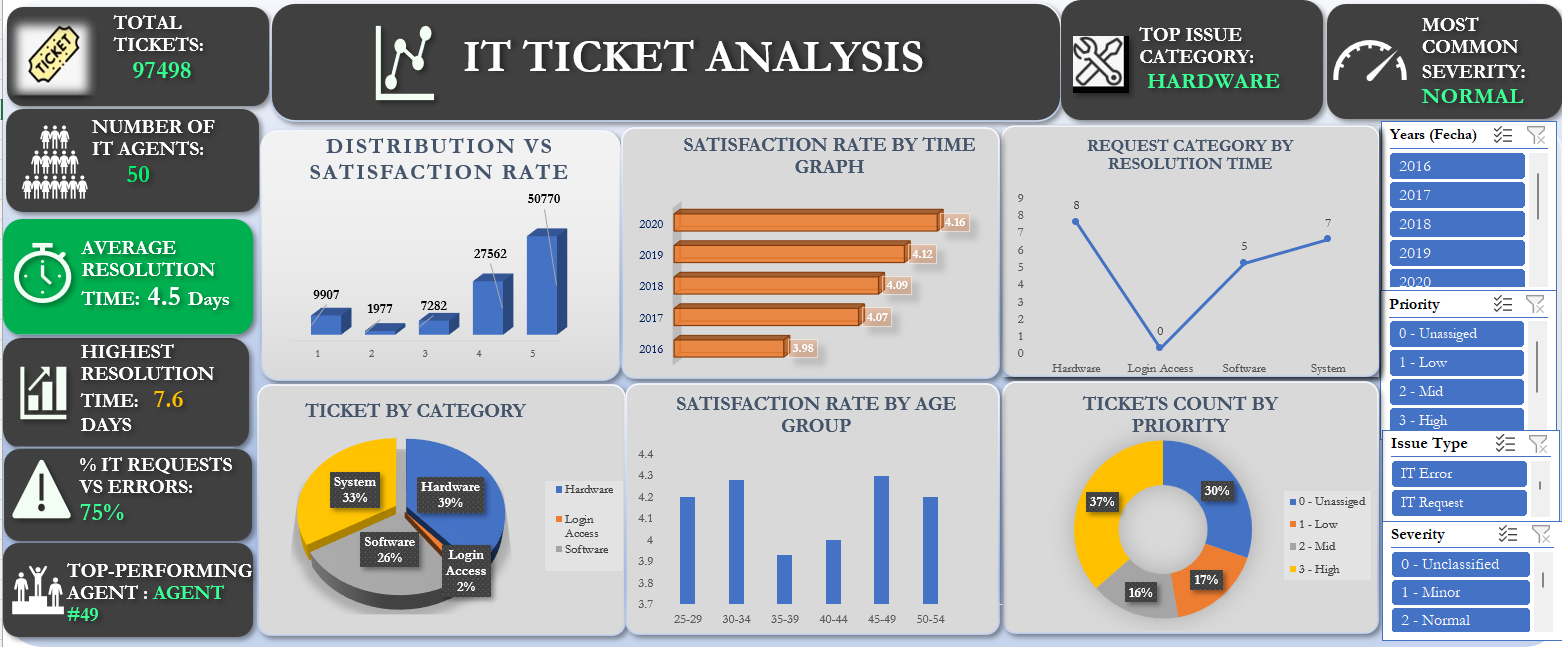 TICKET
TOTAL
TICKETS:
97498
IT TICKET ANALYSIS
TOP ISSUE
CATEGORY:
HARDWARE
MOST
COMMON
SEVERITY:
NORMAL
NUMBER OF
IT AGENTS:
50
AVERAGE
RESOLUTION
TIME: 4.5 Days
HIGHEST
RESOLUTION
TIME: 7.6
DAYS
% IT REQUESTS
VS ERRORS:
75%
TOP-PERFORMING
AGENT : AGENT
#49
DISTRIBUTION VS
SATISFACTION RATE
50770
27562
9907
1977
7282
1 2 3 4 5
SATISFACTION RATE BY TIME
GRAPH
2020 4.16
2019 4.12
2018 4.09
2017 4.07
2016 3.98
REQUEST CATEGORY BY
RESOLUTION TIME
9
8
7
6
5
4
3
2
1
0
8
0
5
7
Hardware Login Access Software System
TICKET BY CATEGORY
System
33%
Hardware
39%
Software
26%
Login
Access
2%
Hardware
Login
Access
Software
SATISFACTION RATE BY AGE
GROUP
4.4
4.3
4.2
4.1
4
3.9
3.8
3.7
25-29 30-34 35-39 40-44 45-49 50-54
TICKETS COUNT BY
PRIORITY
37%
30%
16%
17%
0 - Unassiged
1 - Low
2 - Mid
3 - High
Years (Fecha)
2016
2017
2018
2019
2020
Priority
0 - Unassiged
1 - Low
2 - Mid
3 - High
Issue Type
IT Error
IT Request
Severity
0 - Unclassified
1 - Minor
2 - Normal